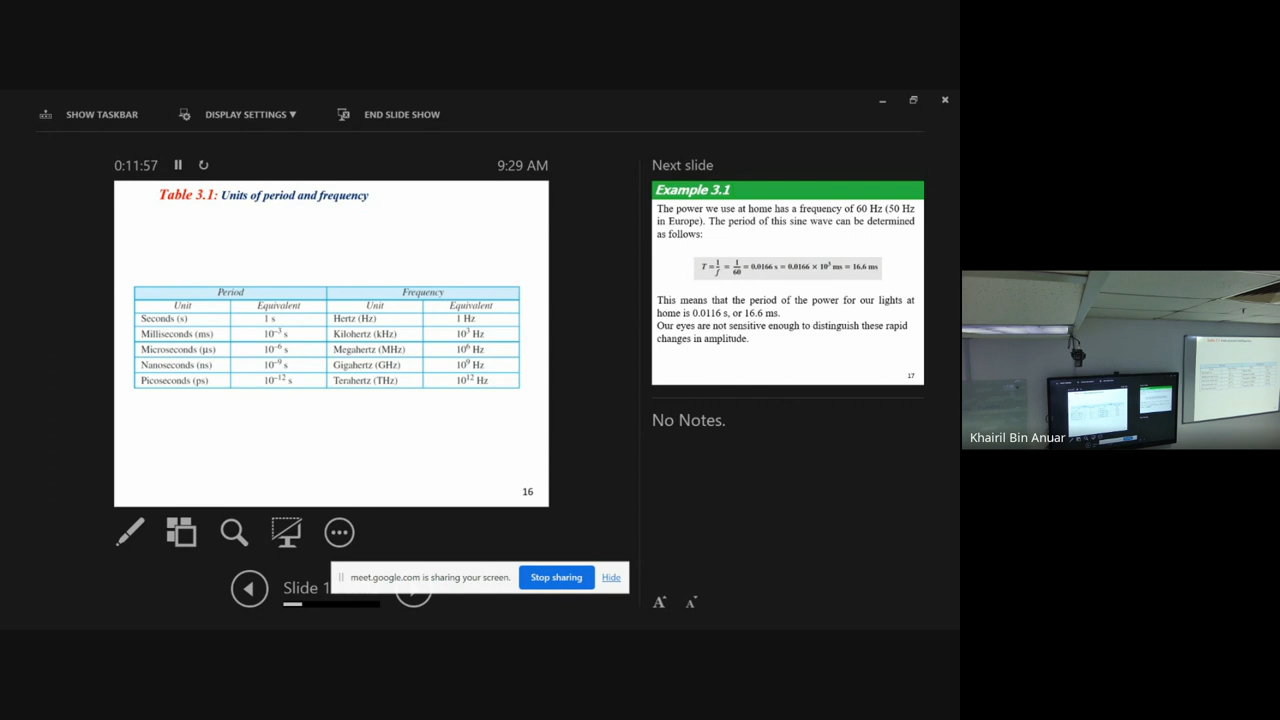 SHOW TASKBAR
DISPLAY SETTINGS ▼
END SLIDE SHOW
0:11:57
9:29 AM
Table 3.1: Units of period and frequency
Period Frequency
Unit Equivalent Unit Equivalent
Seconds (s) 1 s Hertz (Hz) 1 Hz
Milliseconds (ms) 10⁻³ s Kilohertz (kHz) 10³ Hz
Microseconds (μs) 10⁻⁶ s Megahertz (MHz) 10⁶ Hz
Nanoseconds (ns) 10⁻⁹ s Gigahertz (GHz) 10⁹ Hz
Picoseconds (ps) 10⁻¹² s Terahertz (THz) 10¹² Hz
16
Slide 1
meet.google.com is sharing your screen.
Stop sharing
Hide
Next slide
Example 3.1
The power we use at home has a frequency of 60 Hz (50 Hz
in Europe). The period of this sine wave can be determined
as follows:
T = 1/f = 1/60 = 0.0166 s = 0.0166 × 10³ ms = 16.6 ms
This means that the period of the power for our lights at
home is 0.0116 s, or 16.6 ms.
Our eyes are not sensitive enough to distinguish these rapid
changes in amplitude.
17
No Notes.
A A
Khairil Bin Anuar